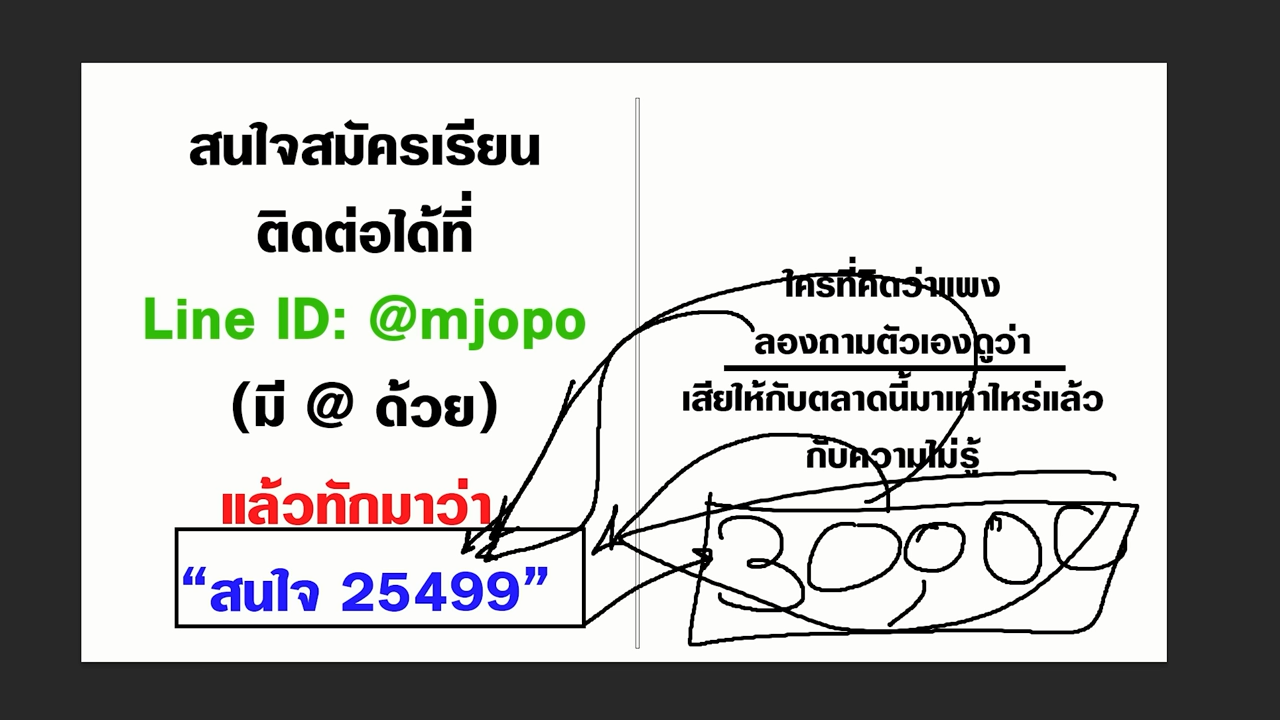 สนใจสมัครเรียน
ติดต่อได้ที่
Line ID: @mjopo
(มี @ ด้วย)
แล้วทักมาว่า
“สนใจ 25499”
ใครที่คิดว่าแพง
ลองถามตัวเองดูว่า
เสียให้กับตลาดนี้มาเท่าไหร่แล้ว
กับความไม่รู้
30,000